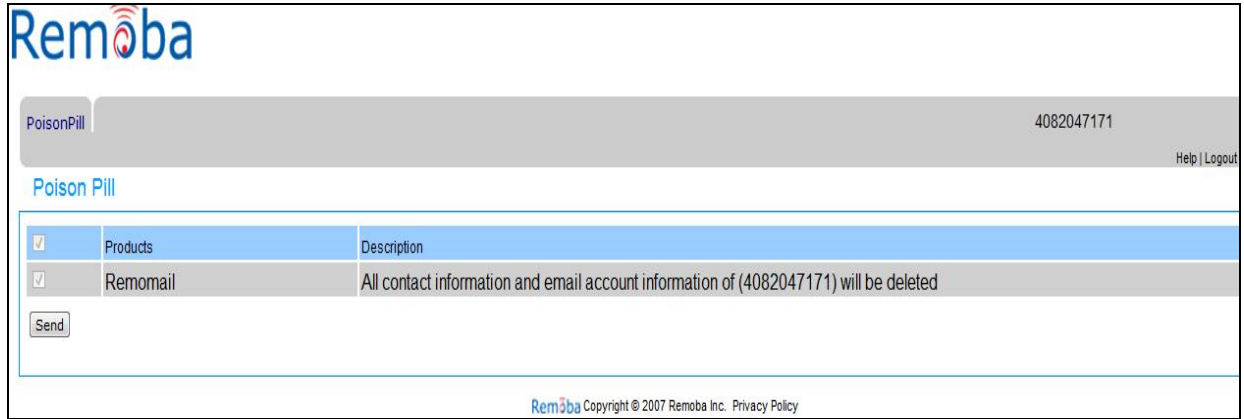 Remoba
PoisonPill
4082047171
Help | Logout
Poison Pill
Products Description
Remomail All contact information and email account information of (4082047171) will be deleted
Send
Remoba Copyright © 2007 Remoba Inc. Privacy Policy